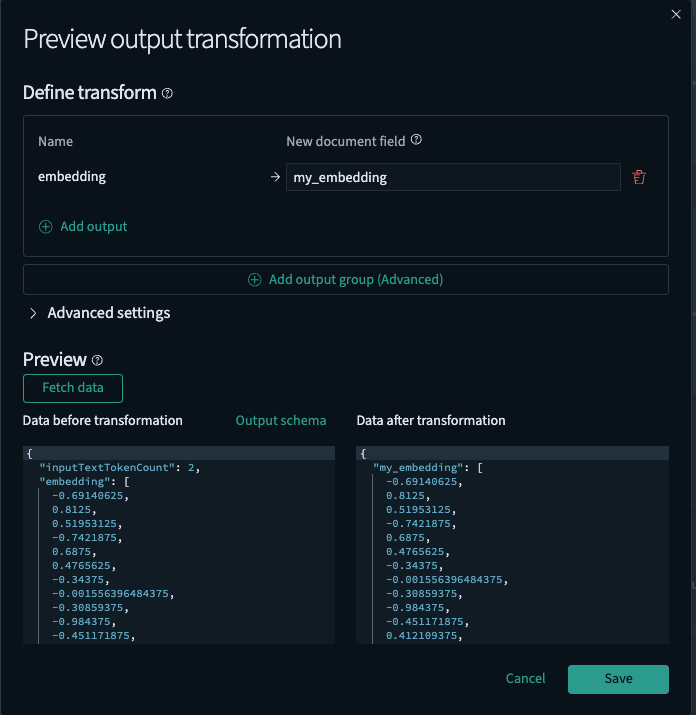 Preview output transformation
Define transform
Name New document field
embedding → my_embedding
Add output
Add output group (Advanced)
Advanced settings
Preview
Fetch data
Data before transformation Output schema Data after transformation
{ {
"inputTextTokenCount": 2, "my_embedding": [
"embedding": [ -0.69140625,
-0.69140625, 0.8125,
0.8125, 0.51953125,
0.51953125, -0.7421875,
-0.7421875, 0.6875,
0.6875, 0.4765625,
0.4765625, -0.34375,
-0.34375, -0.001556396484375,
-0.001556396484375, -0.30859375,
-0.30859375, -0.984375,
-0.984375, -0.451171875,
-0.451171875, 0.412109375,
Cancel Save